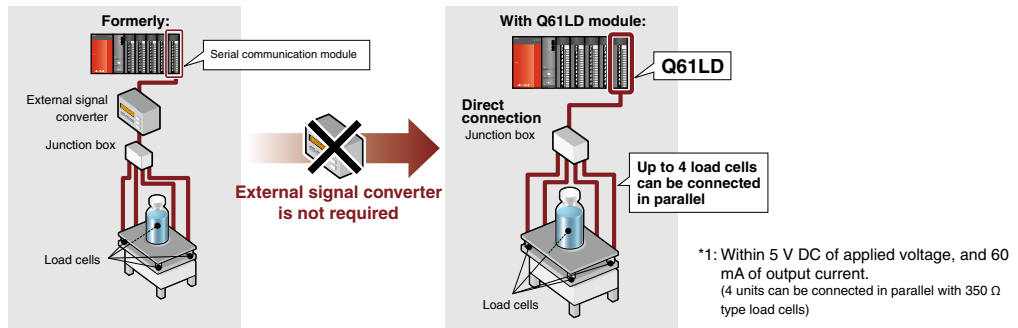 Formerly:
Serial communication module
External signal
converter
Junction box
Load cells
External signal converter
is not required
With Q61LD module:
Q61LD
Direct
connection
Junction box
Up to 4 load cells
can be connected
in parallel
Load cells
*1: Within 5 V DC of applied voltage, and 60
mA of output current.
(4 units can be connected in parallel with 350 Ω
type load cells)